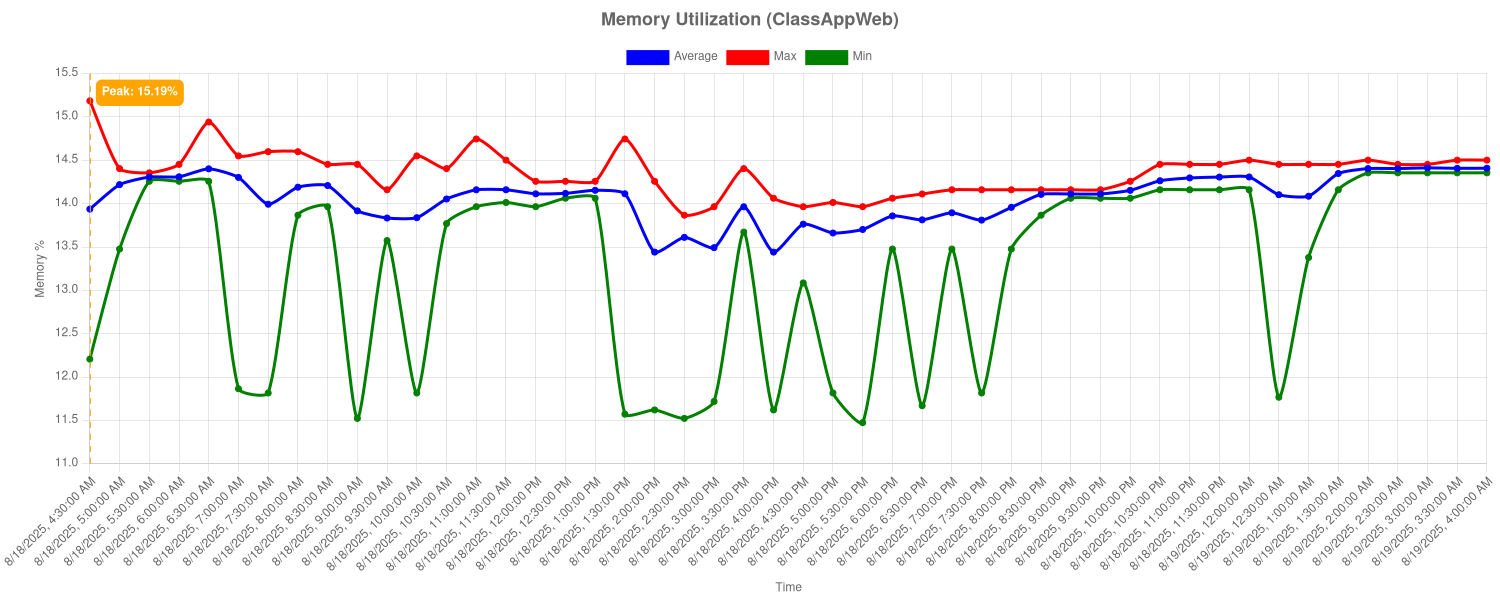 Memory Utilization (ClassAppWeb)
Average Max Min
Peak: 15.19%
15.5
15.0
14.5
14.0
13.5
13.0
12.5
12.0
11.5
11.0
Memory %
8/18/2025, 4:30:00 AM
8/18/2025, 5:00:00 AM
8/18/2025, 5:30:00 AM
8/18/2025, 6:00:00 AM
8/18/2025, 6:30:00 AM
8/18/2025, 7:00:00 AM
8/18/2025, 7:30:00 AM
8/18/2025, 8:00:00 AM
8/18/2025, 8:30:00 AM
8/18/2025, 9:00:00 AM
8/18/2025, 9:30:00 AM
8/18/2025, 10:00:00 AM
8/18/2025, 10:30:00 AM
8/18/2025, 11:00:00 AM
8/18/2025, 11:30:00 AM
8/18/2025, 12:00:00 PM
8/18/2025, 12:30:00 PM
8/18/2025, 1:00:00 PM
8/18/2025, 1:30:00 PM
8/18/2025, 2:00:00 PM
8/18/2025, 2:30:00 PM
8/18/2025, 3:00:00 PM
8/18/2025, 3:30:00 PM
8/18/2025, 4:00:00 PM
8/18/2025, 4:30:00 PM
8/18/2025, 5:00:00 PM
8/18/2025, 5:30:00 PM
8/18/2025, 6:00:00 PM
8/18/2025, 6:30:00 PM
8/18/2025, 7:00:00 PM
8/18/2025, 7:30:00 PM
8/18/2025, 8:00:00 PM
8/18/2025, 8:30:00 PM
8/18/2025, 9:00:00 PM
8/18/2025, 9:30:00 PM
8/18/2025, 10:00:00 PM
8/18/2025, 10:30:00 PM
8/18/2025, 11:00:00 PM
8/18/2025, 11:30:00 PM
8/19/2025, 12:00:00 AM
8/19/2025, 12:30:00 AM
8/19/2025, 1:00:00 AM
8/19/2025, 1:30:00 AM
8/19/2025, 2:00:00 AM
8/19/2025, 2:30:00 AM
8/19/2025, 3:00:00 AM
8/19/2025, 3:30:00 AM
8/19/2025, 4:00:00 AM
Time